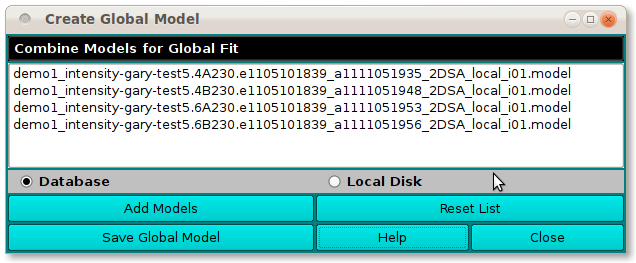 Create Global Model
Combine Models for Global Fit
demo1_intensity-gary-test5.4A230.e1105101839_a1111051935_2DSA_local_i01.model
demo1_intensity-gary-test5.4B230.e1105101839_a1111051948_2DSA_local_i01.model
demo1_intensity-gary-test5.6A230.e1105101839_a1111051953_2DSA_local_i01.model
demo1_intensity-gary-test5.6B230.e1105101839_a1111051956_2DSA_local_i01.model
Database Local Disk
Add Models Reset List
Save Global Model Help Close